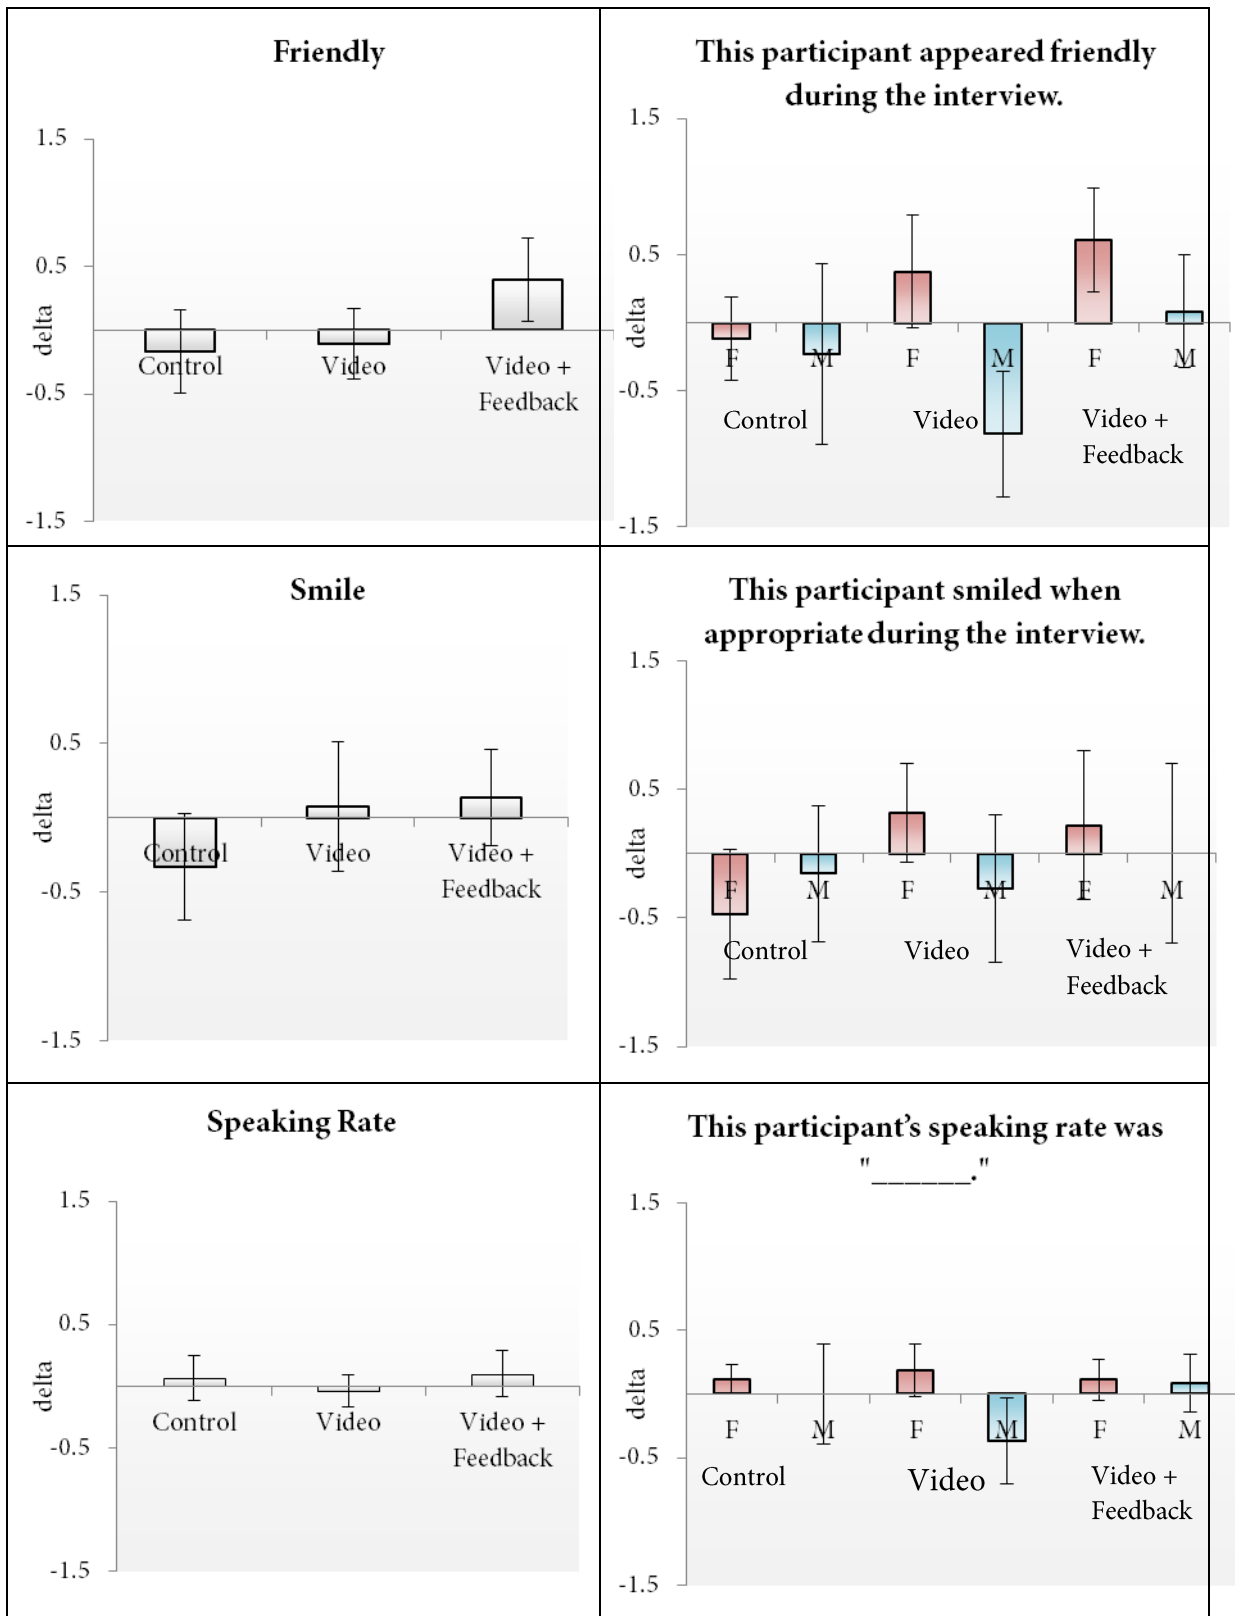 Friendly
1.5
0.5
delta
-0.5
-1.5
Control
Video
Video +
Feedback
This participant appeared friendly
during the interview.
1.5
0.5
delta
-0.5
-1.5
F
M
F
M
F
M
Control
Video
Video +
Feedback
Smile
1.5
0.5
delta
-0.5
-1.5
Control
Video
Video +
Feedback
This participant smiled when
appropriate during the interview.
1.5
0.5
delta
-0.5
-1.5
F
M
F
M
F
M
Control
Video
Video +
Feedback
Speaking Rate
1.5
0.5
delta
-0.5
-1.5
Control
Video
Video +
Feedback
This participant’s speaking rate was
"______."
1.5
0.5
delta
-0.5
-1.5
F
M
F
M
F
M
Control
Video
Video +
Feedback